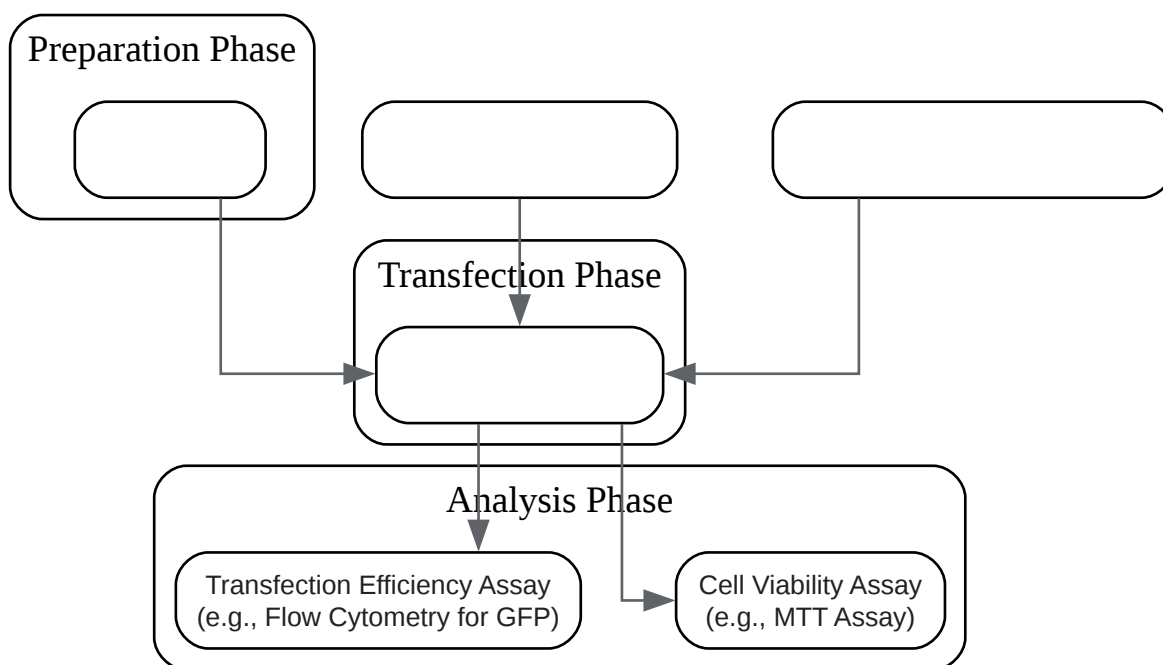 Preparation Phase
Transfection Phase
Analysis Phase
Transfection Efficiency Assay
(e.g., Flow Cytometry for GFP)
Cell Viability Assay
(e.g., MTT Assay)